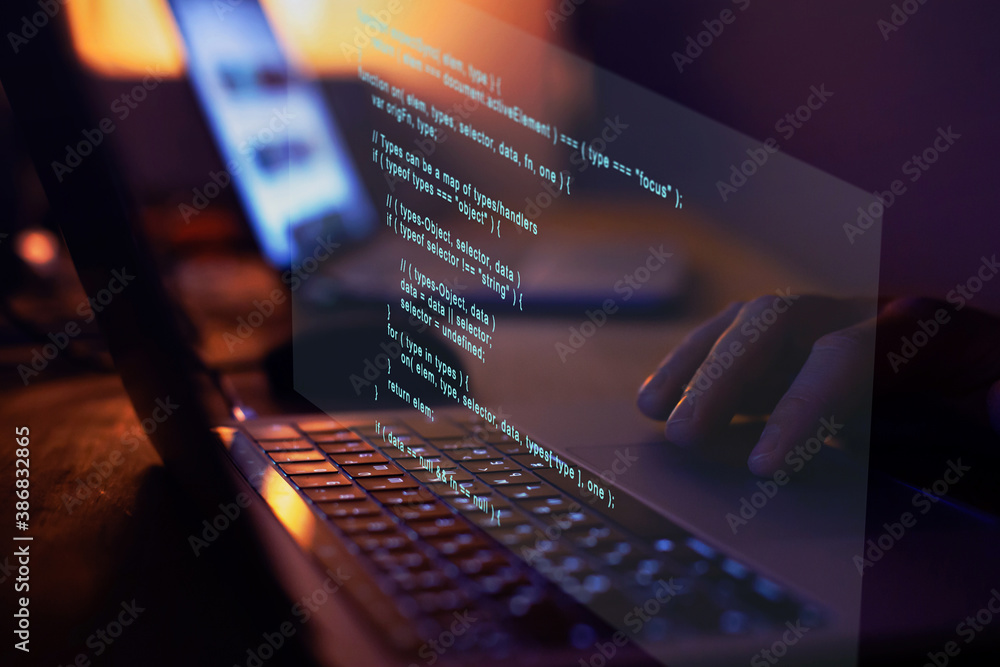 return ( elem === document.activeElement ) === ( type === "focus" );
function on( elem, types, selector, data, fn, one ) {
var origFn, type;
// Types can be a map of types/handlers
if ( typeof types === "object" ) {
// ( types-Object, selector, data )
if ( typeof selector !== "string" ) {
// ( types-Object, data )
data = data || selector;
selector = undefined;
}
for ( type in types ) {
on( elem, type, selector, data, types[ type ], one );
}
return elem;
}
if ( data == null && fn == null ) {
Adobe Stock | #386832865
Adobe Stock